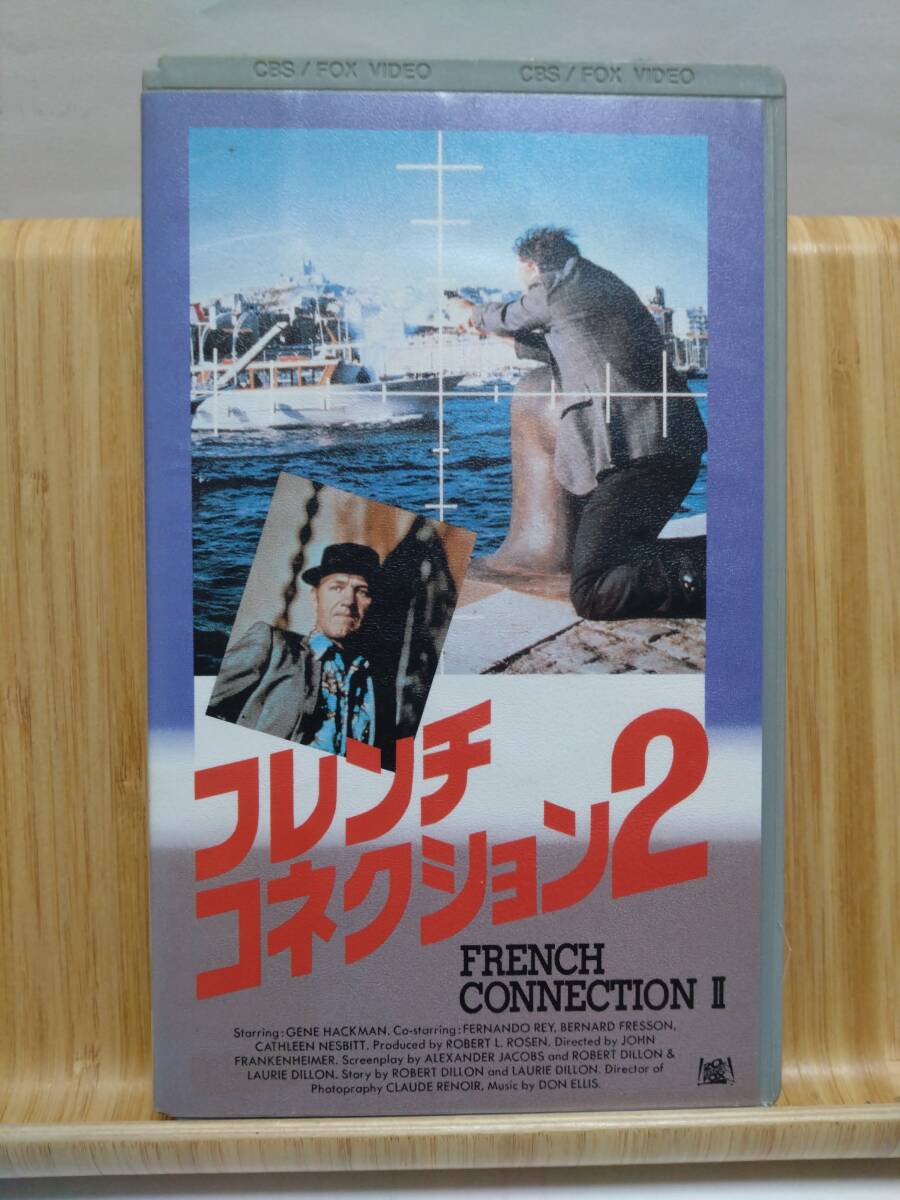 CBS / FOX VIDEO CBS / FOX VIDEO
フレンチ
コネクション2
FRENCH
CONNECTION II
Starring: GENE HACKMAN. Co-starring: FERNANDO REY, BERNARD FRESSON,
CATHLEEN NESBITT. Produced by ROBERT L. ROSEN. Directed by JOHN
FRANKENHEIMER. Screenplay by ALEXANDER JACOBS and ROBERT DILLON &
LAURIE DILLON. Story by ROBERT DILLON and LAURIE DILLON. Director of
Photopraphy CLAUDE RENOIR, Music by DON ELLIS.